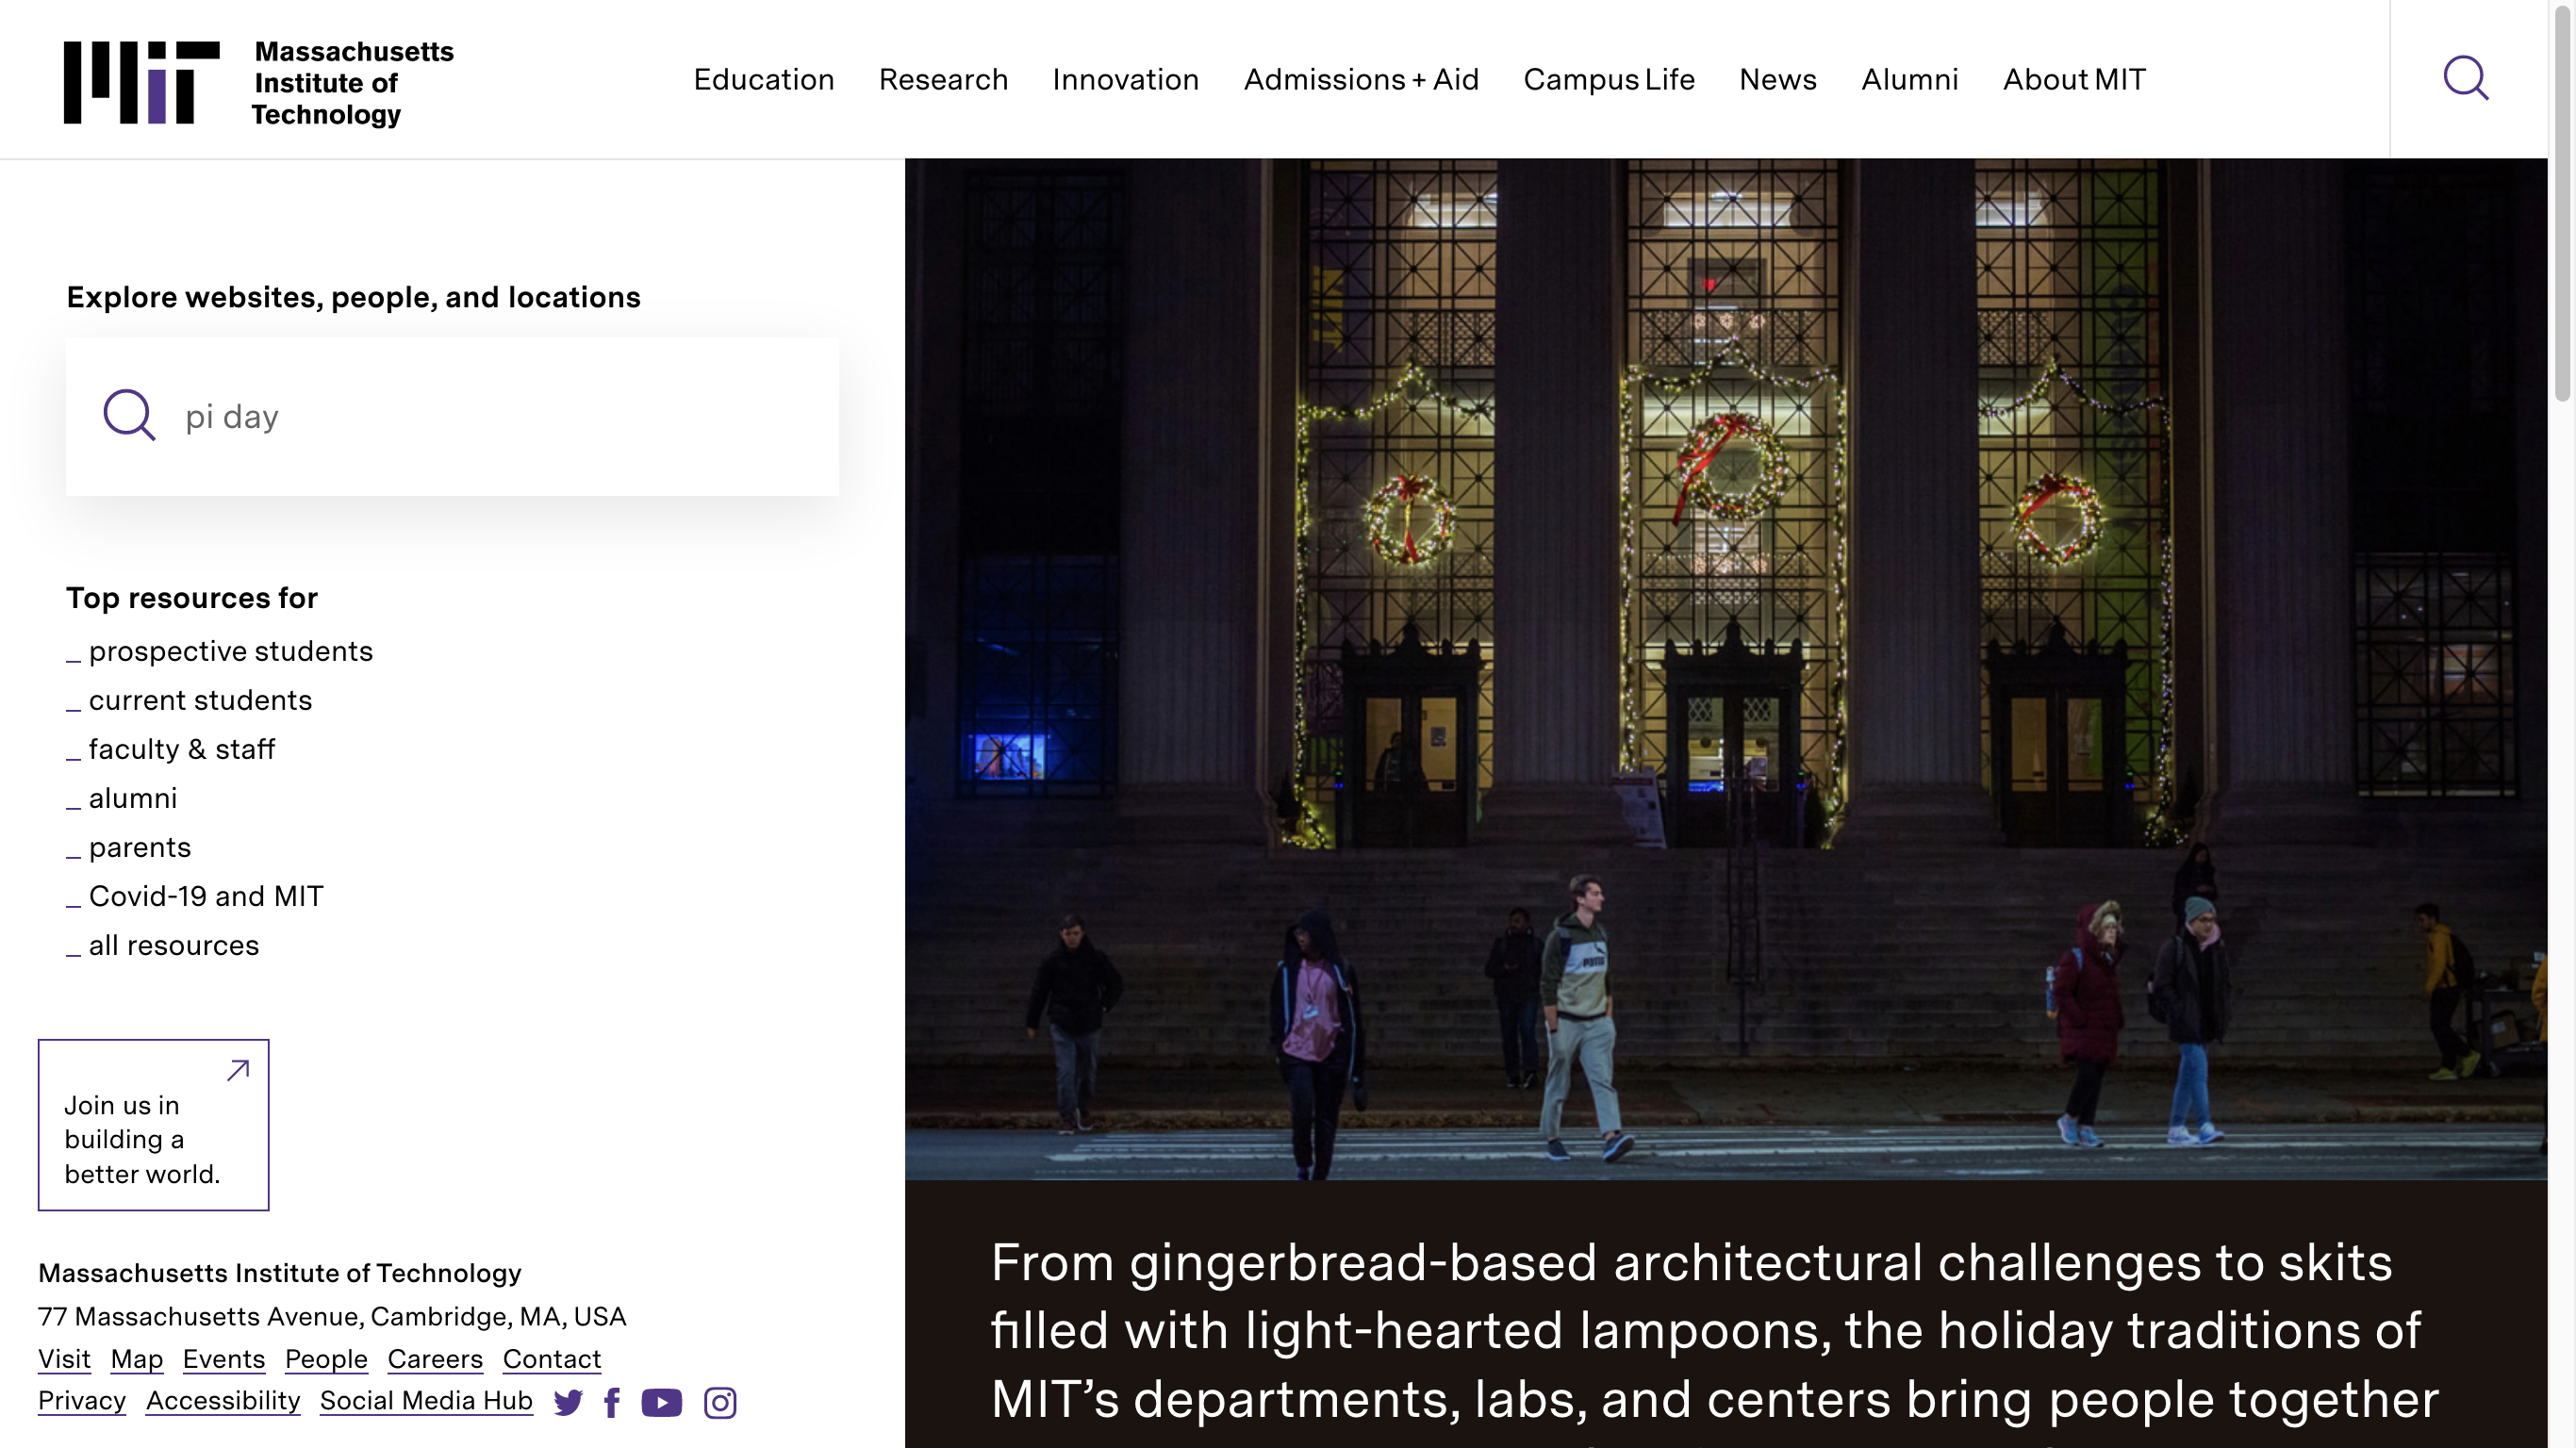 MIT
Massachusetts
Institute of
Technology
Education Research Innovation Admissions + Aid Campus Life News Alumni About MIT
Explore websites, people, and locations
pi day
Top resources for
_ prospective students
_ current students
_ faculty & staff
_ alumni
_ parents
_ Covid-19 and MIT
_ all resources
Join us in
building a
better world.
Massachusetts Institute of Technology
77 Massachusetts Avenue, Cambridge, MA, USA
Visit Map Events People Careers Contact
Privacy Accessibility Social Media Hub
PUMA
From gingerbread-based architectural challenges to skits
filled with light-hearted lampoons, the holiday traditions of
MIT’s departments, labs, and centers bring people together